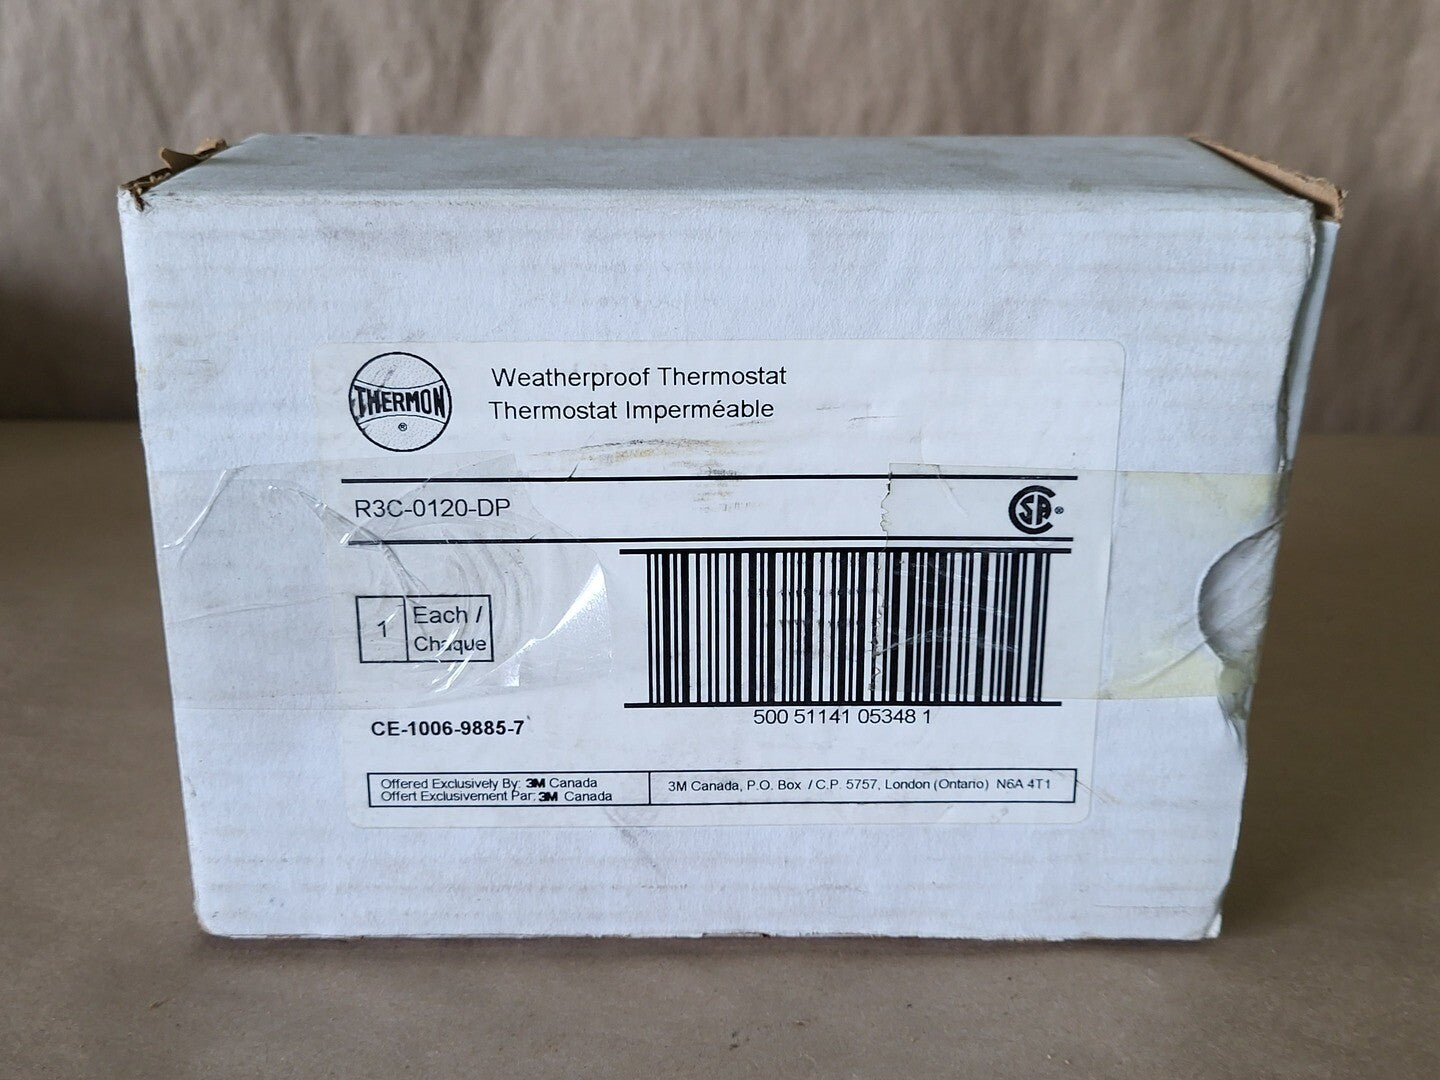 THERMON
®
Weatherproof Thermostat
Thermostat Imperméable
R3C-0120-DP
SA®
1
Each /
Chaque
500 51141 05348 1
CE-1006-9885-7
Offered Exclusively By: 3M Canada
Offert Exclusivement Par: 3M Canada
3M Canada, P.O. Box / C.P. 5757, London (Ontario) N6A 4T1